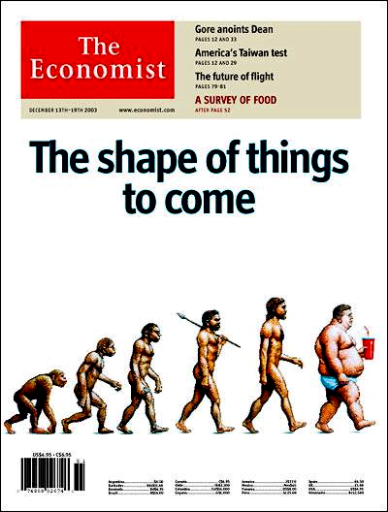 The
Economist
DECEMBER 13TH–19TH 2003
www.economist.com
Gore anoints Dean
PAGES 12 AND 33
America's Taiwan test
PAGES 12 AND 29
The future of flight
PAGES 79-81
A SURVEY OF FOOD
AFTER PAGE 52
The shape of things
to come
US$4.95 - C$6.95